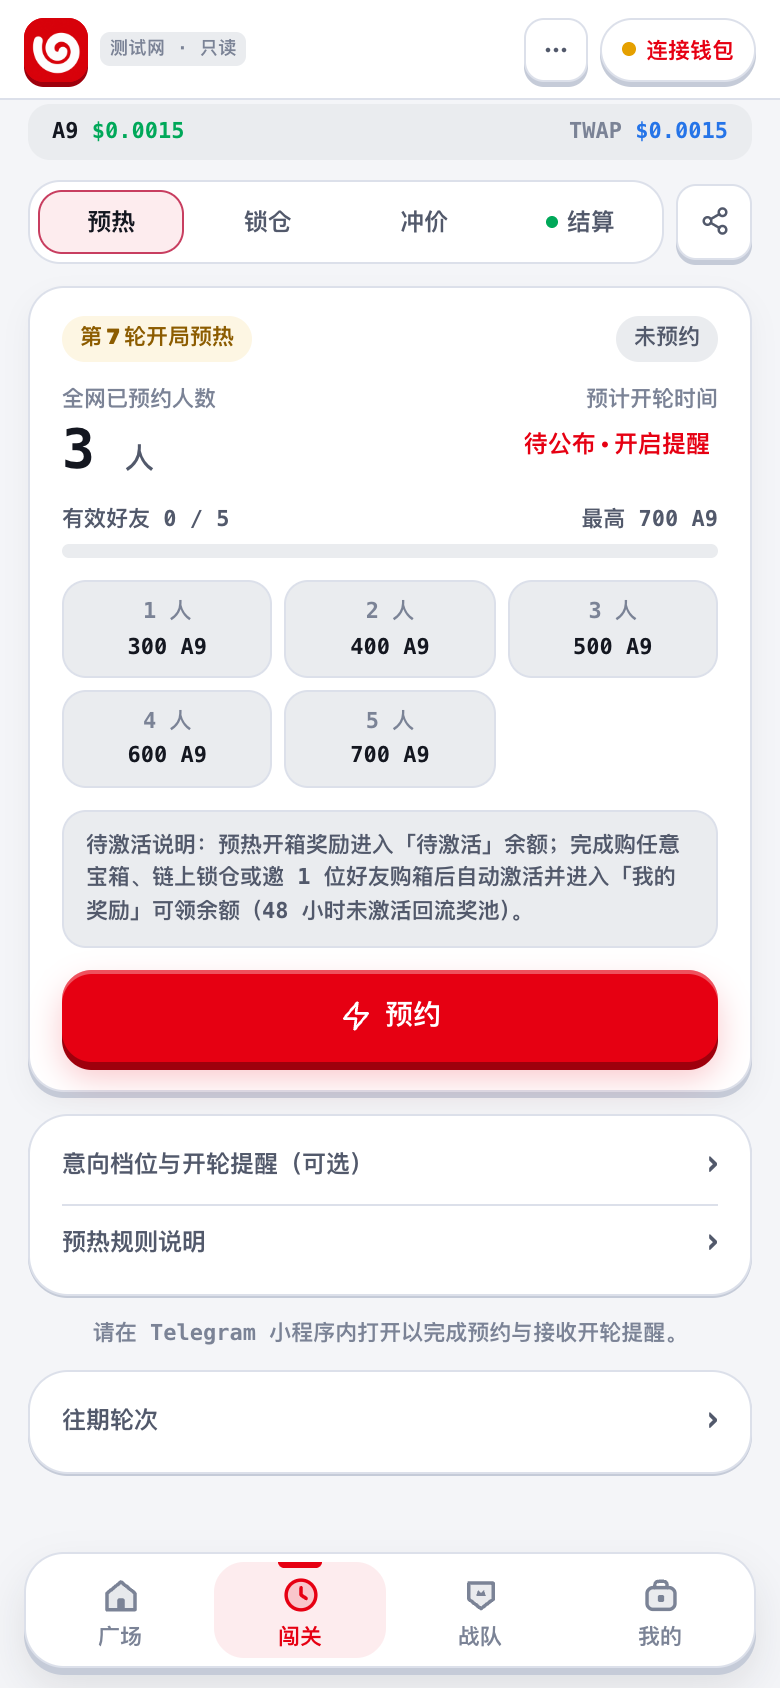 测试网 · 只读
···
连接钱包
A9 $0.0015
TWAP $0.0015
预热
锁仓
冲价
结算
第 7 轮开局预热
未预约
全网已预约人数
预计开轮时间
3 人
待公布 • 开启提醒
有效好友 0 / 5
最高 700 A9
1 人
300 A9
2 人
400 A9
3 人
500 A9
4 人
600 A9
5 人
700 A9
待激活说明：预热开箱奖励进入「待激活」余额；完成购任意
宝箱、链上锁仓或邀 1 位好友购箱后自动激活并进入「我的
奖励」可领余额（48 小时未激活回流奖池）。
预约
意向档位与开轮提醒（可选）
预热规则说明
请在 Telegram 小程序内打开以完成预约与接收开轮提醒。
往期轮次
广场
闯关
战队
我的